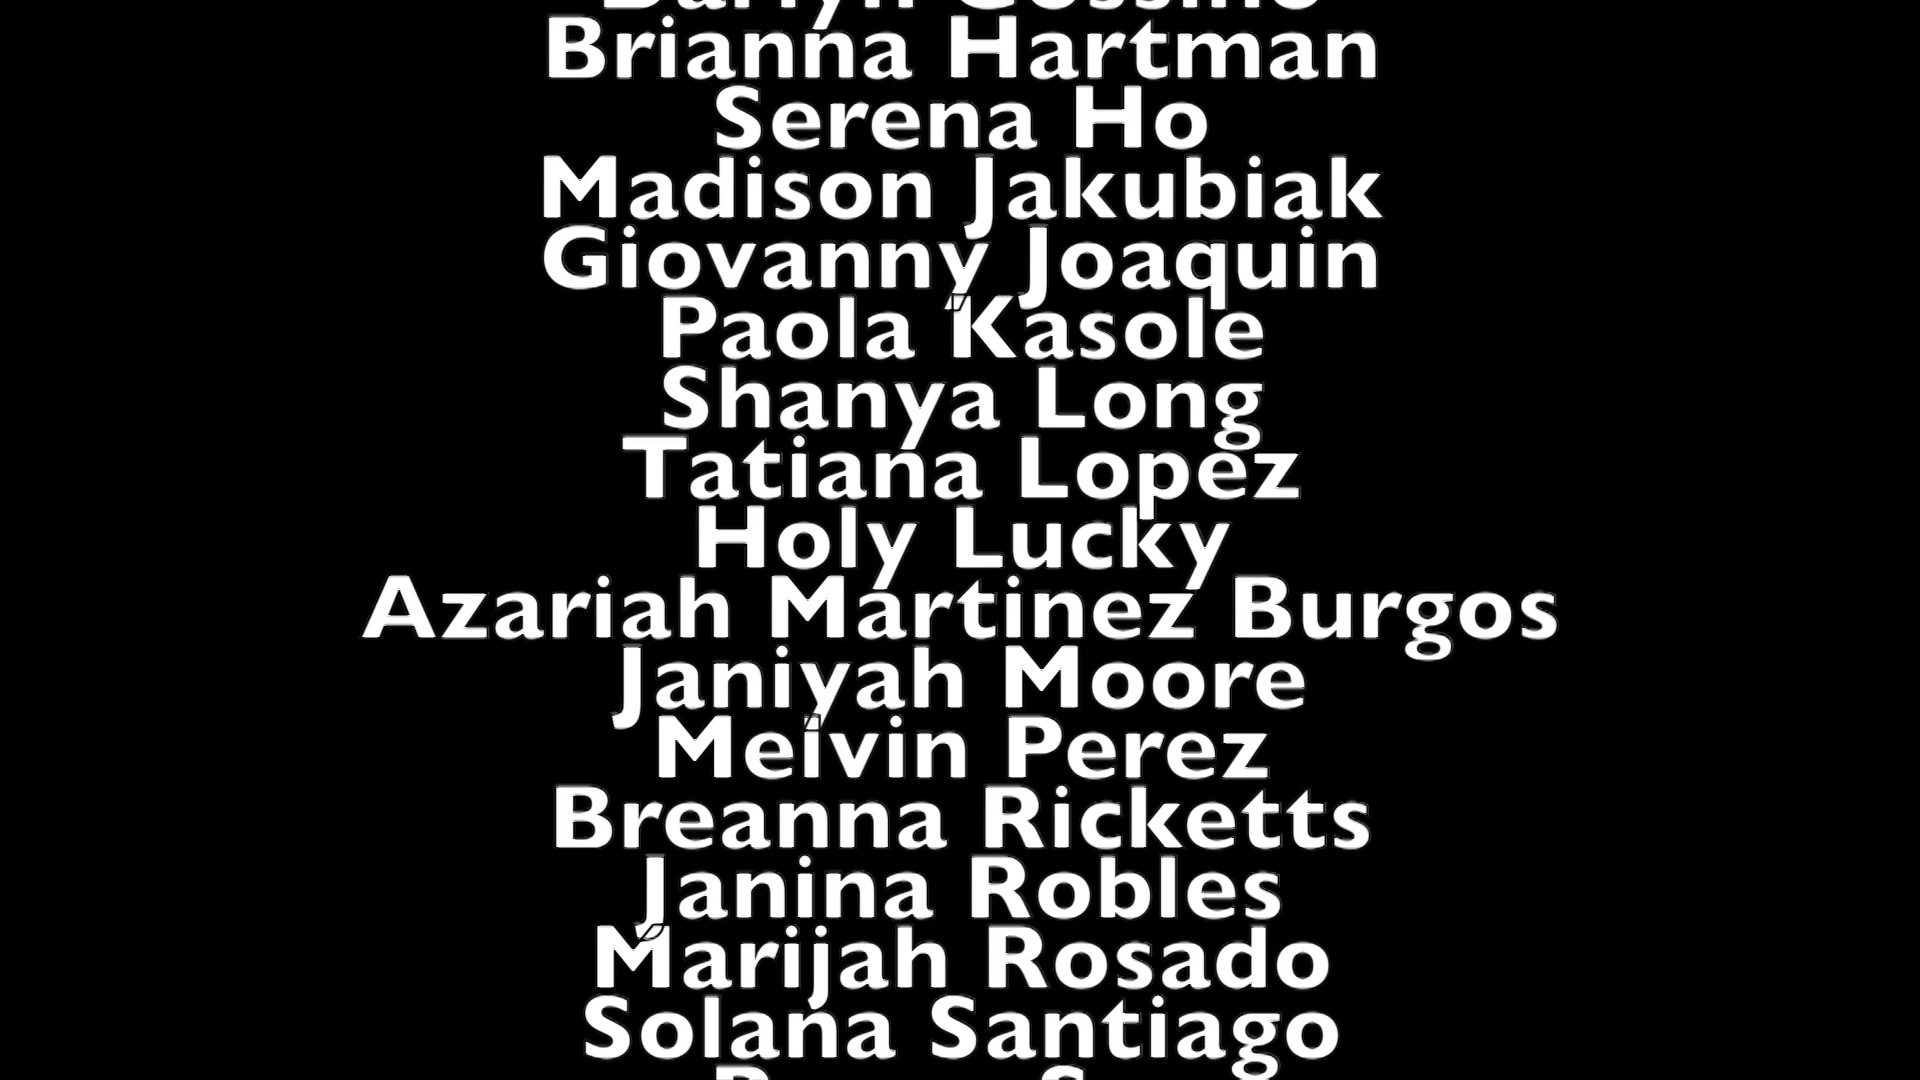 Brianna Hartman
Serena Ho
Madison Jakubiak
Giovanny Joaquin
Paola Kasole
Shanya Long
Tatiana Lopez
Holy Lucky
Azariah Martinez Burgos
Janiyah Moore
Melvin Perez
Breanna Ricketts
Janina Robles
Marijah Rosado
Solana Santiago